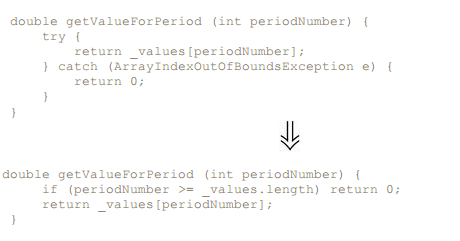 double getValueForPeriod (int periodNumber) {
try {
return _values[periodNumber];
} catch (ArrayIndexOutOfBoundsException e) {
return 0;
}
}
double getValueForPeriod (int periodNumber) {
if (periodNumber >= _values.length) return 0;
return _values[periodNumber];
}